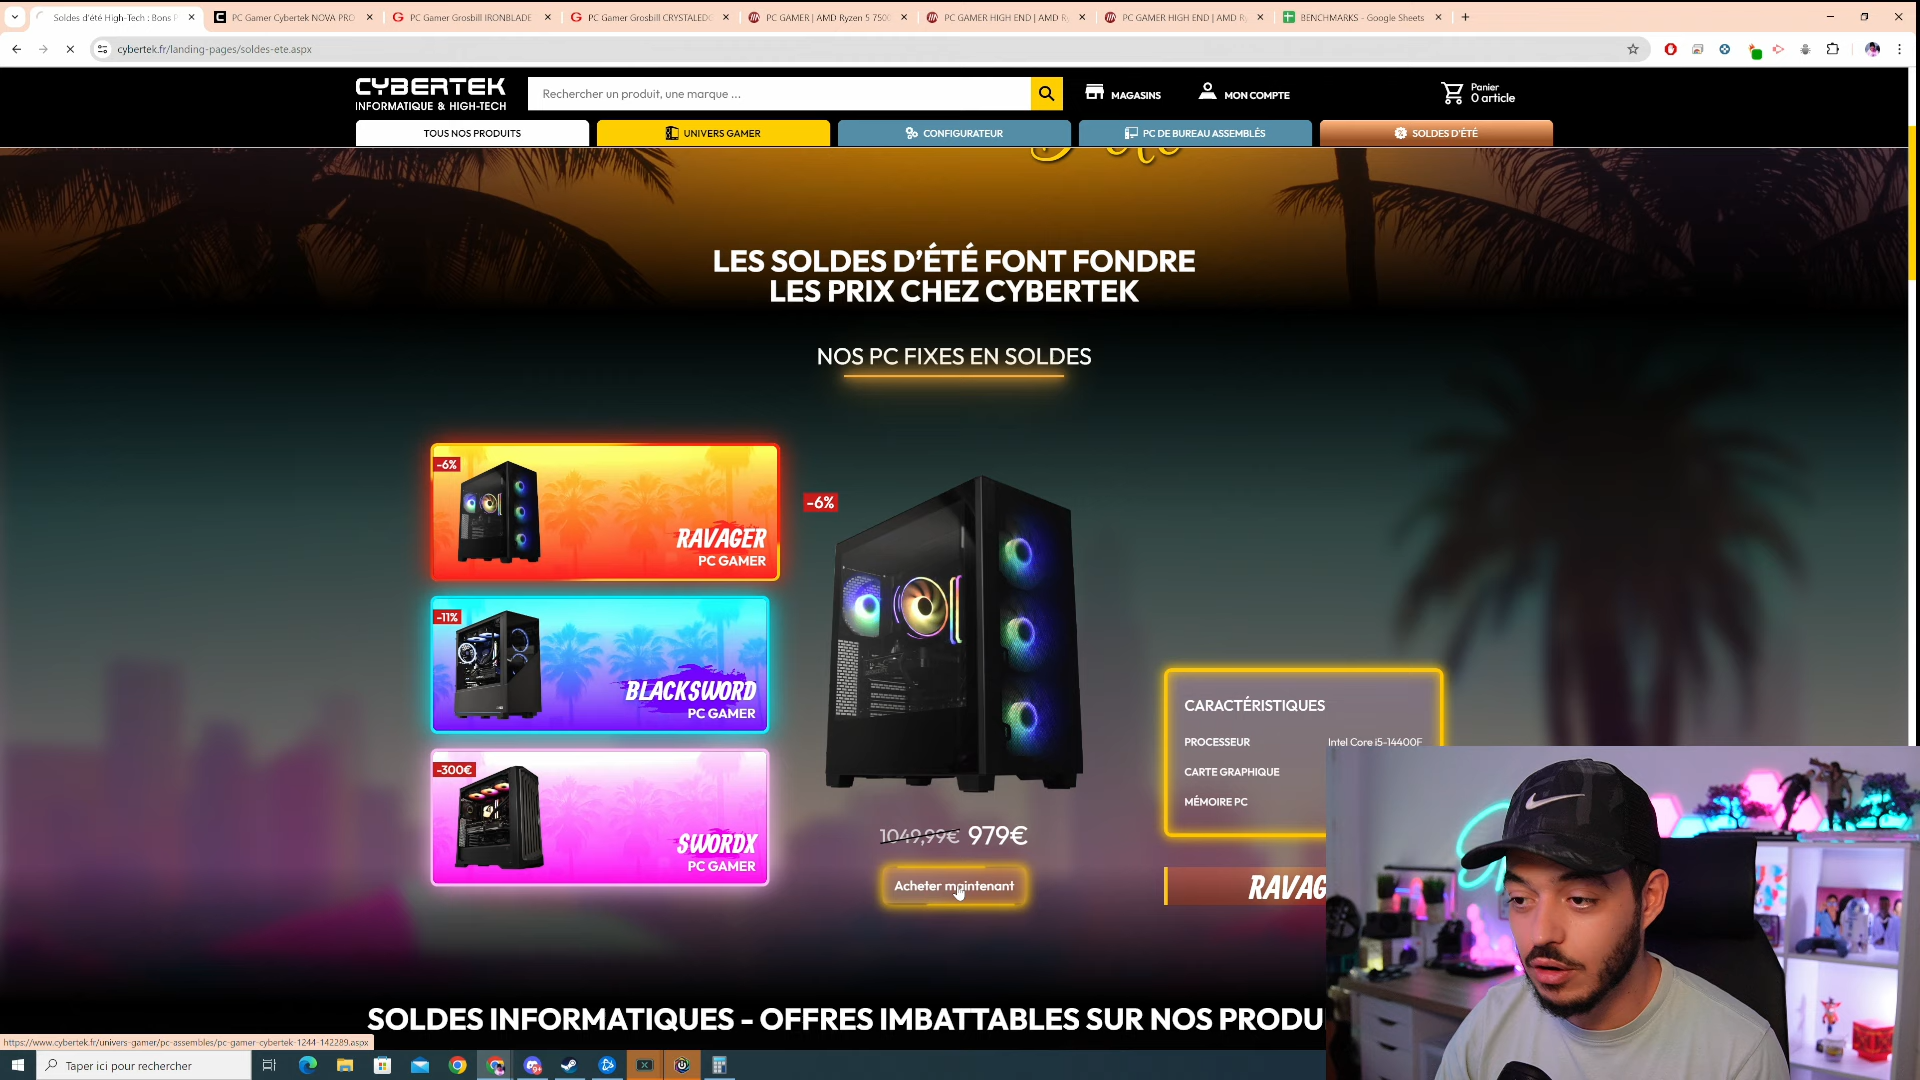 Soldes d'été High-Tech : Bons P
PC Gamer Cybertek NOVA PRO
PC Gamer Grosbill IRONBLADE
PC Gamer Grosbill CRYSTALEDG
PC GAMER | AMD Ryzen 5 7500
PC GAMER HIGH END | AMD Ry
PC GAMER HIGH END | AMD Ry
BENCHMARKS - Google Sheets
cybertek.fr/landing-pages/soldes-ete.aspx
CYBERTEK
INFORMATIQUE & HIGH-TECH
Rechercher un produit, une marque ...
MAGASINS
MON COMPTE
Panier
0 article
TOUS NOS PRODUITS
UNIVERS GAMER
CONFIGURATEUR
PC DE BUREAU ASSEMBLÉS
SOLDES D'ÉTÉ
LES SOLDES D'ÉTÉ FONT FONDRE
LES PRIX CHEZ CYBERTEK
NOS PC FIXES EN SOLDES
-6%
RAVAGER
PC GAMER
-11%
BLACKSWORD
PC GAMER
-300€
SWORDX
PC GAMER
-6%
1049,99€ 979€
Acheter maintenant
CARACTÉRISTIQUES
PROCESSEUR Intel Core i5-14400F
CARTE GRAPHIQUE
MÉMOIRE PC
RAVAG
SOLDES INFORMATIQUES - OFFRES IMBATTABLES SUR NOS PRODU
https://www.cybertek.fr/univers-gamer/pc-assembles/pc-gamer-cybertek-1244-142289.aspx
Taper ici pour rechercher